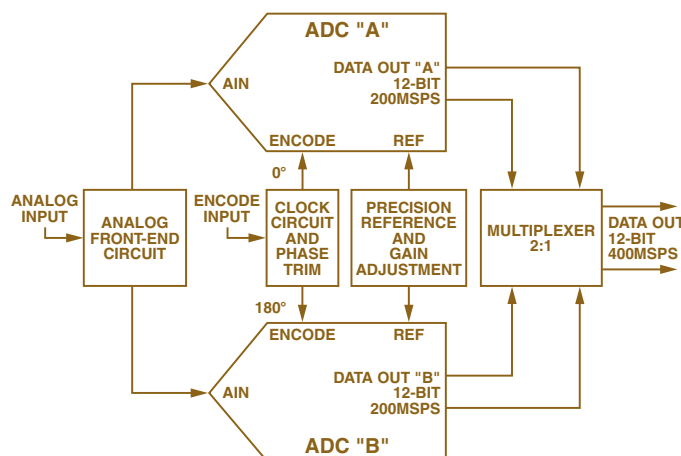 ADC "A"
AIN
DATA OUT "A"
12-BIT
200MSPS
ENCODE
REF
0°
ANALOG
INPUT
ANALOG
FRONT-END
CIRCUIT
ENCODE
INPUT
CLOCK
CIRCUIT
AND
PHASE
TRIM
PRECISION
REFERENCE
AND
GAIN
ADJUSTMENT
MULTIPLEXER
2:1
DATA OUT
12-BIT
400MSPS
180°
ENCODE
REF
AIN
DATA OUT "B"
12-BIT
200MSPS
ADC "B"